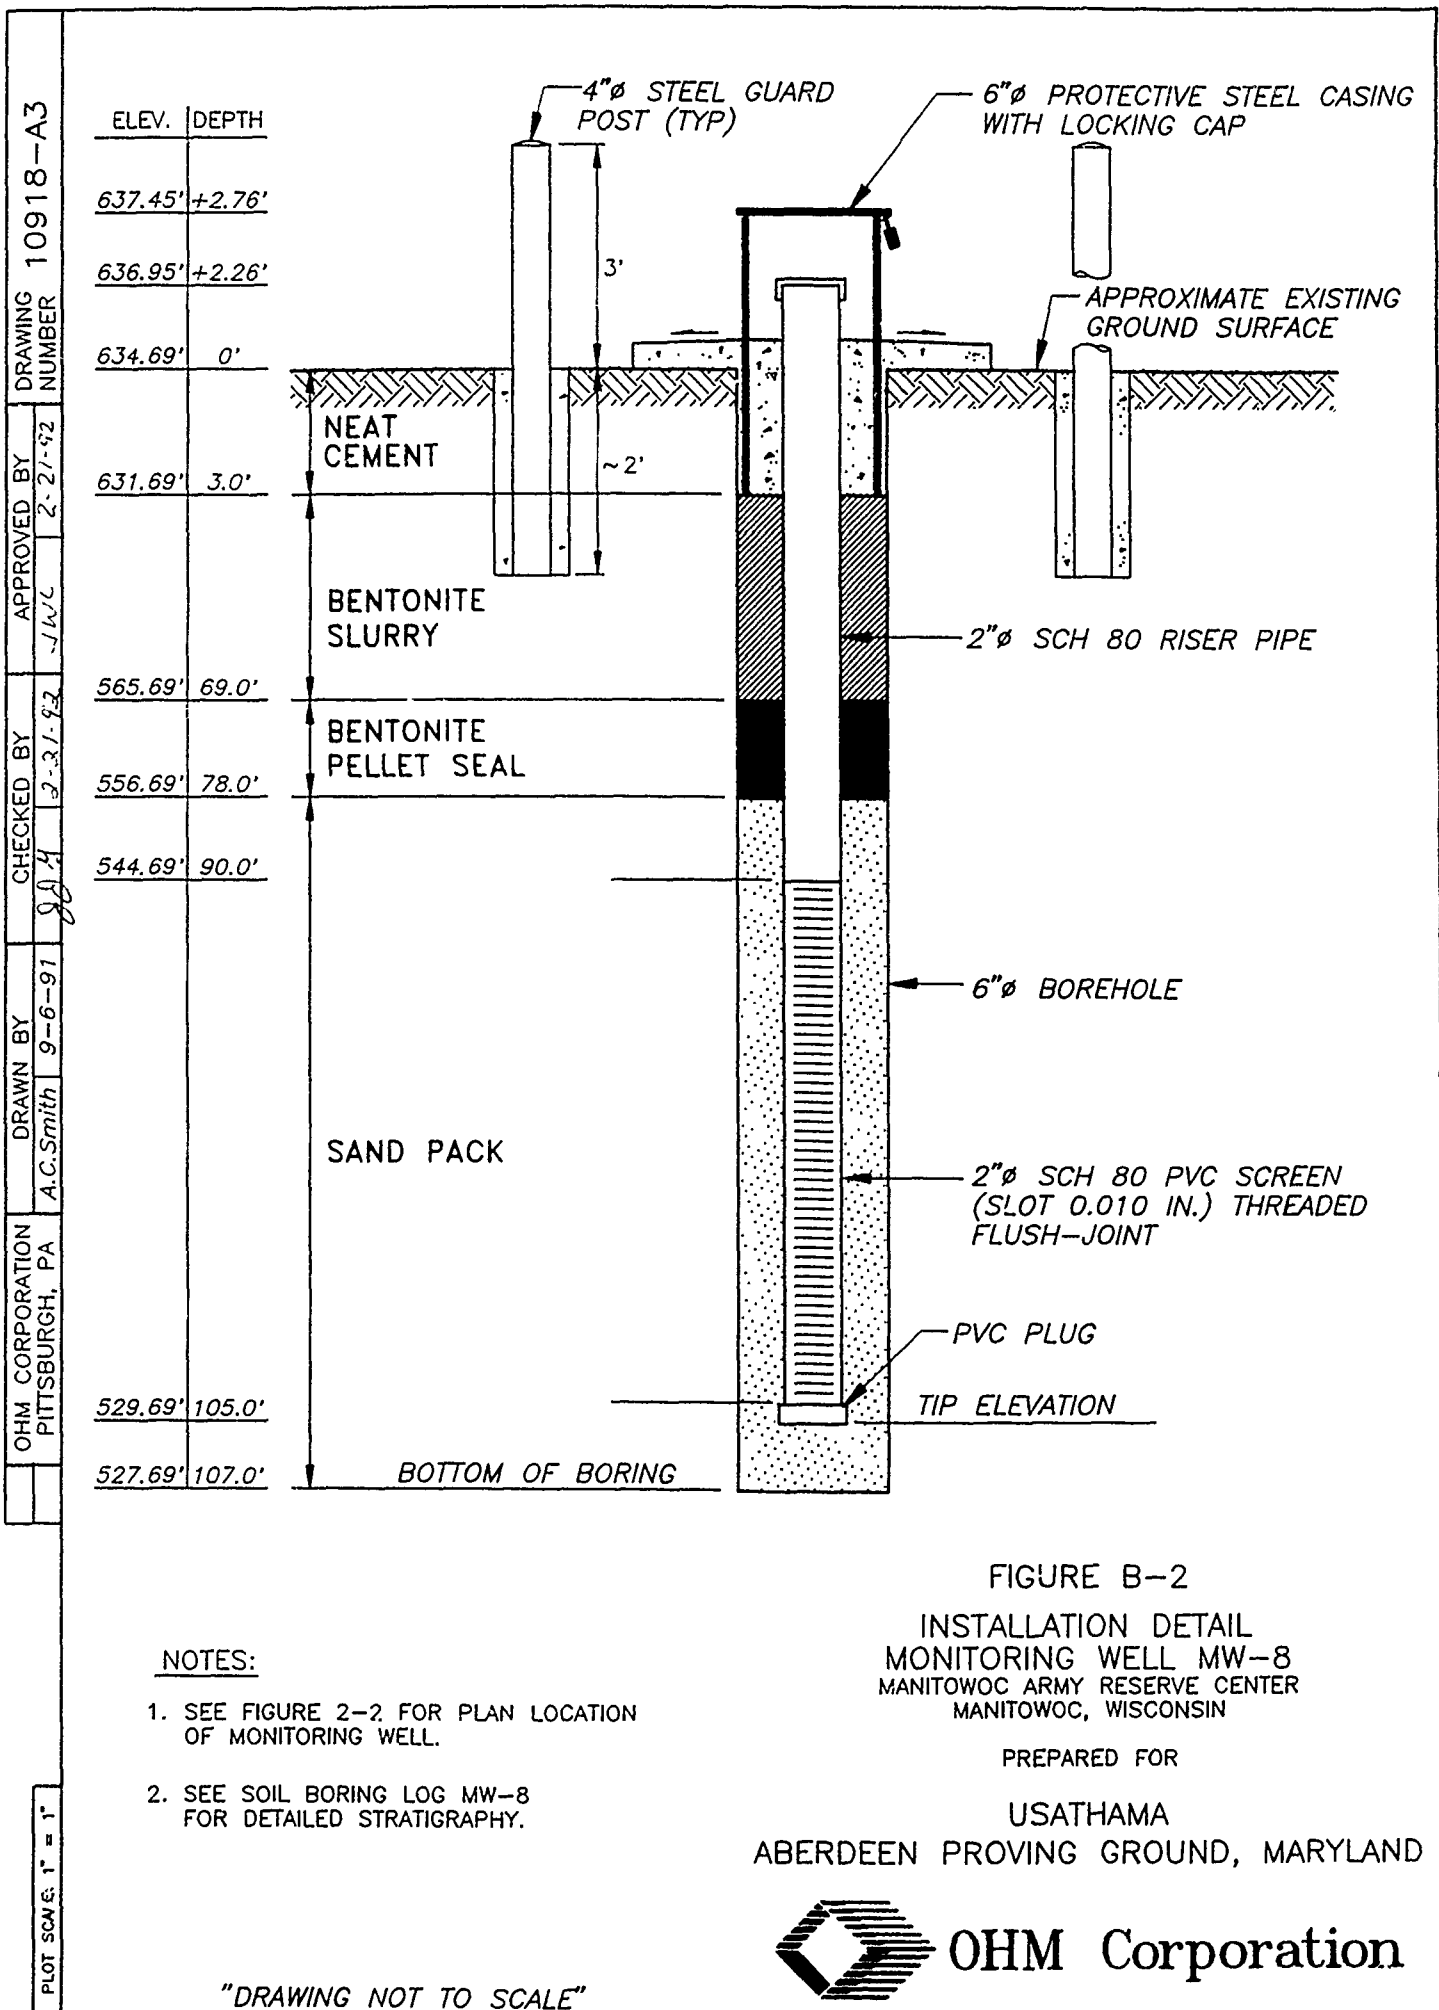 DRAWING NUMBER 10918-A3
APPROVED BY
JWL 2-21-92
CHECKED BY
2-21-92
DRAWN BY
A.C.Smith 9-6-91
OHM CORPORATION
PITTSBURGH, PA
PLOT SCALE: 1" = 1"
ELEV. DEPTH
637.45' +2.76'
636.95' +2.26'
634.69' 0'
631.69' 3.0'
565.69' 69.0'
556.69' 78.0'
544.69' 90.0'
529.69' 105.0'
527.69' 107.0'
4"ø STEEL GUARD
POST (TYP)
6"ø PROTECTIVE STEEL CASING
WITH LOCKING CAP
3'
APPROXIMATE EXISTING
GROUND SURFACE
NEAT
CEMENT
~2'
BENTONITE
SLURRY
2"ø SCH 80 RISER PIPE
BENTONITE
PELLET SEAL
6"ø BOREHOLE
SAND PACK
2"ø SCH 80 PVC SCREEN
(SLOT 0.010 IN.) THREADED
FLUSH-JOINT
PVC PLUG
TIP ELEVATION
BOTTOM OF BORING
FIGURE B-2
INSTALLATION DETAIL
MONITORING WELL MW-8
MANITOWOC ARMY RESERVE CENTER
MANITOWOC, WISCONSIN
PREPARED FOR
USATHAMA
ABERDEEN PROVING GROUND, MARYLAND
OHM Corporation
NOTES:
1. SEE FIGURE 2-2 FOR PLAN LOCATION
OF MONITORING WELL.
2. SEE SOIL BORING LOG MW-8
FOR DETAILED STRATIGRAPHY.
"DRAWING NOT TO SCALE"